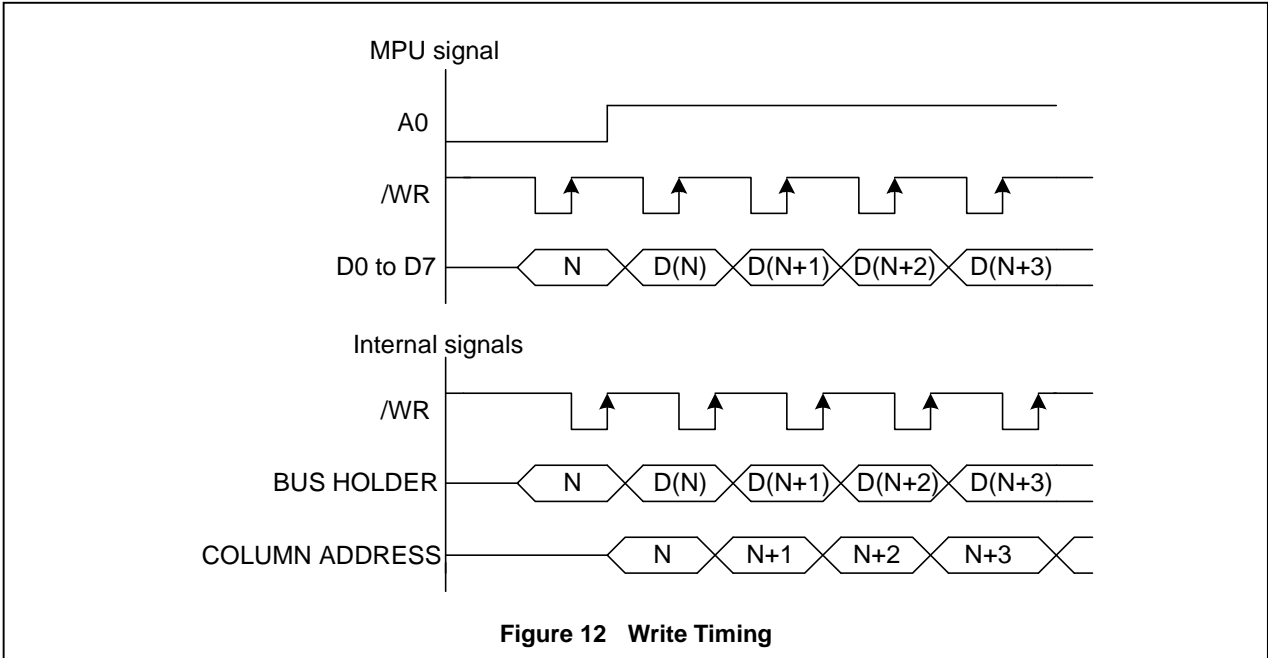 MPU signal
A0
/WR
D0 to D7 N D(N) D(N+1) D(N+2) D(N+3)
Internal signals
/WR
BUS HOLDER N D(N) D(N+1) D(N+2) D(N+3)
COLUMN ADDRESS N N+1 N+2 N+3
Figure 12 Write Timing